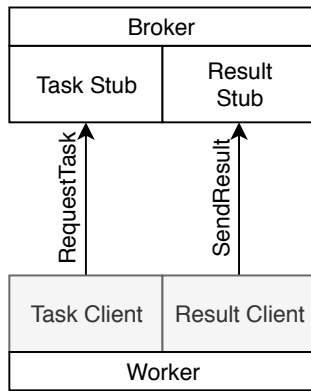 Broker
Task Stub
Result
Stub
RequestTask
SendResult
Task Client
Result Client
Worker